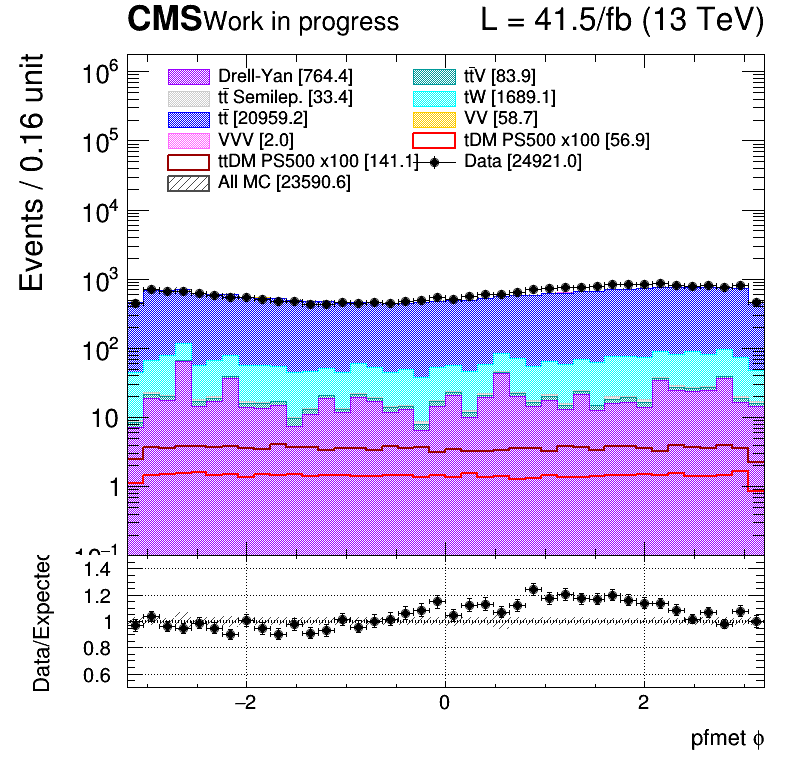 CMS Work in progress L = 41.5/fb (13 TeV)
Events / 0.16 unit
10⁶
10⁵
10⁴
10³
10²
10
1
10⁻¹
Drell-Yan [764.4] tt̄V [83.9]
tt̄ Semilep. [33.4] tW [1689.1]
tt̄ [20959.2] VV [58.7]
VVV [2.0] tDM PS500 x100 [56.9]
ttDM PS500 x100 [141.1] Data [24921.0]
All MC [23590.6]
Data/Expected
1.4
1.2
1
0.8
0.6
−2 0 2
pfmet ϕ